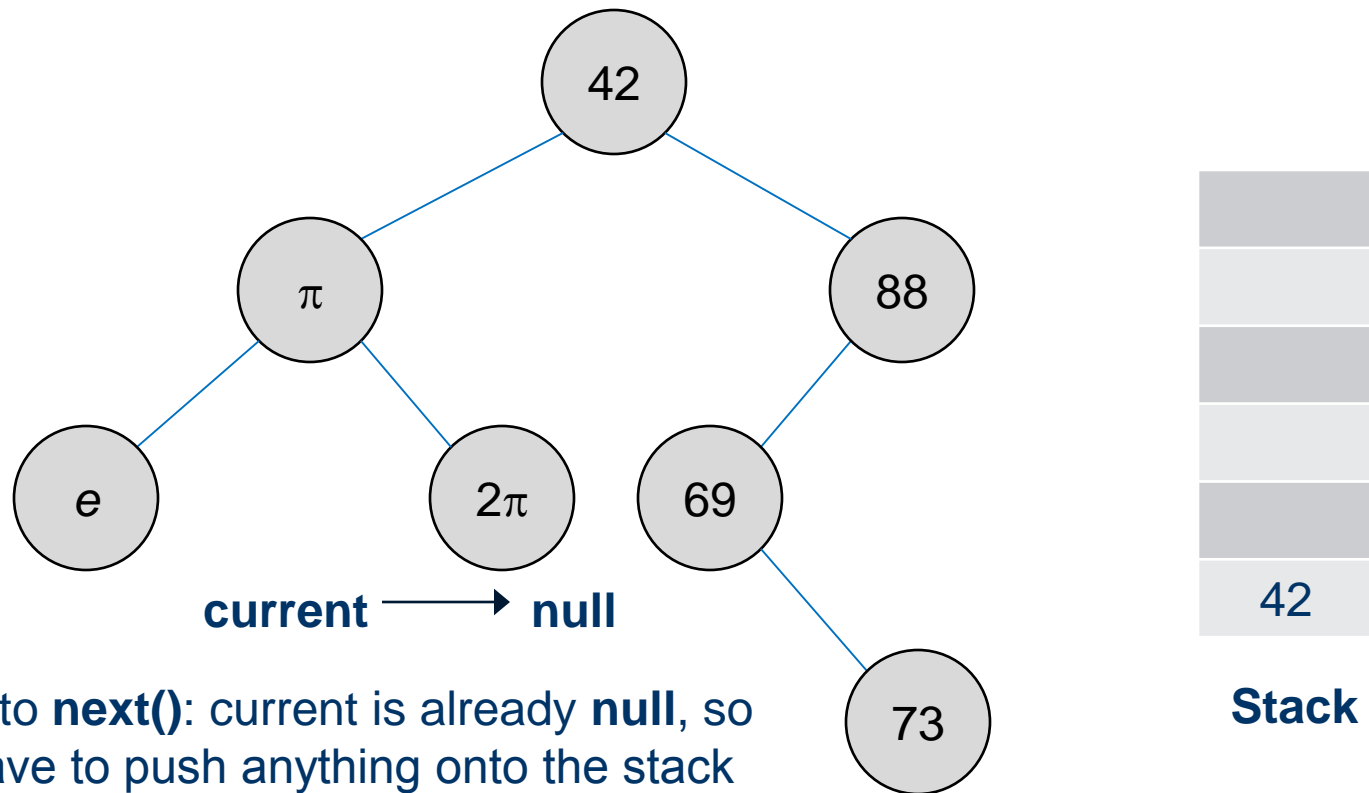 42
π
88
e
2π
69
42
current null
73
to next(): current is already null, so
have to push anything onto the stack
Stack